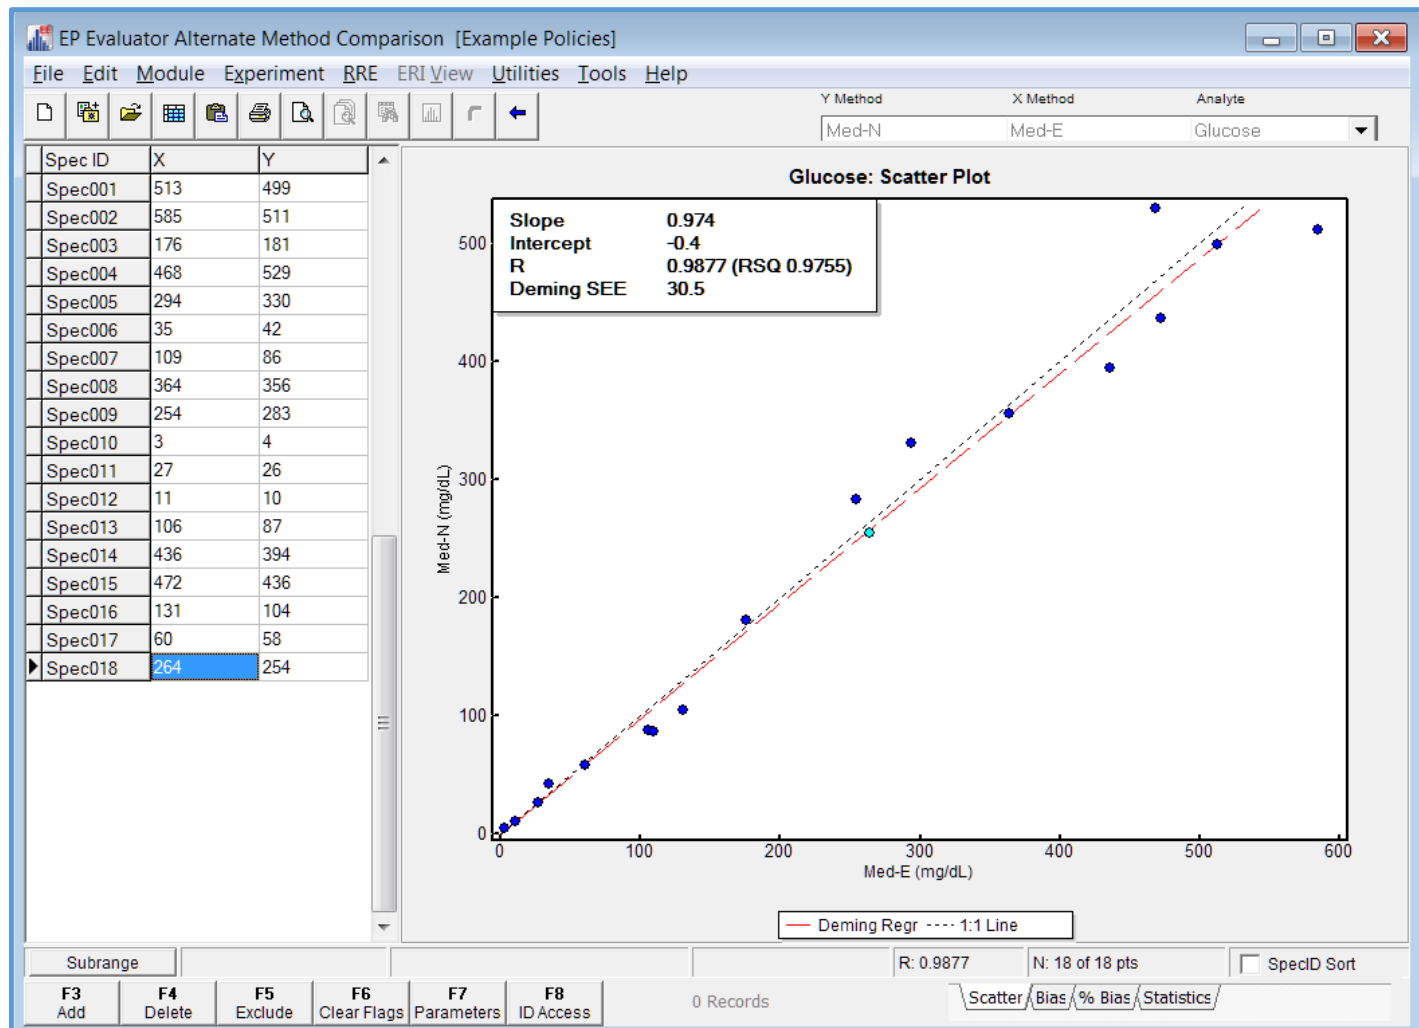 EP Evaluator Alternate Method Comparison [Example Policies]
File Edit Module Experiment RRE ERI View Utilities Tools Help
Y Method X Method Analyte
Med-N Med-E Glucose
Spec ID X Y
Spec001 513 499
Spec002 585 511
Spec003 176 181
Spec004 468 529
Spec005 294 330
Spec006 35 42
Spec007 109 86
Spec008 364 356
Spec009 254 283
Spec010 3 4
Spec011 27 26
Spec012 11 10
Spec013 106 87
Spec014 436 394
Spec015 472 436
Spec016 131 104
Spec017 60 58
Spec018 264 254
Glucose: Scatter Plot
Slope 0.974
Intercept -0.4
R 0.9877 (RSQ 0.9755)
Deming SEE 30.5
500
400
300
200
100
0
Med-N (mg/dL)
0 100 200 300 400 500 600
Med-E (mg/dL)
Deming Regr 1:1 Line
Subrange R: 0.9877 N: 18 of 18 pts SpecID Sort
F3 F4 F5 F6 F7 F8
Add Delete Exclude Clear Flags Parameters ID Access
0 Records
Scatter Bias % Bias Statistics